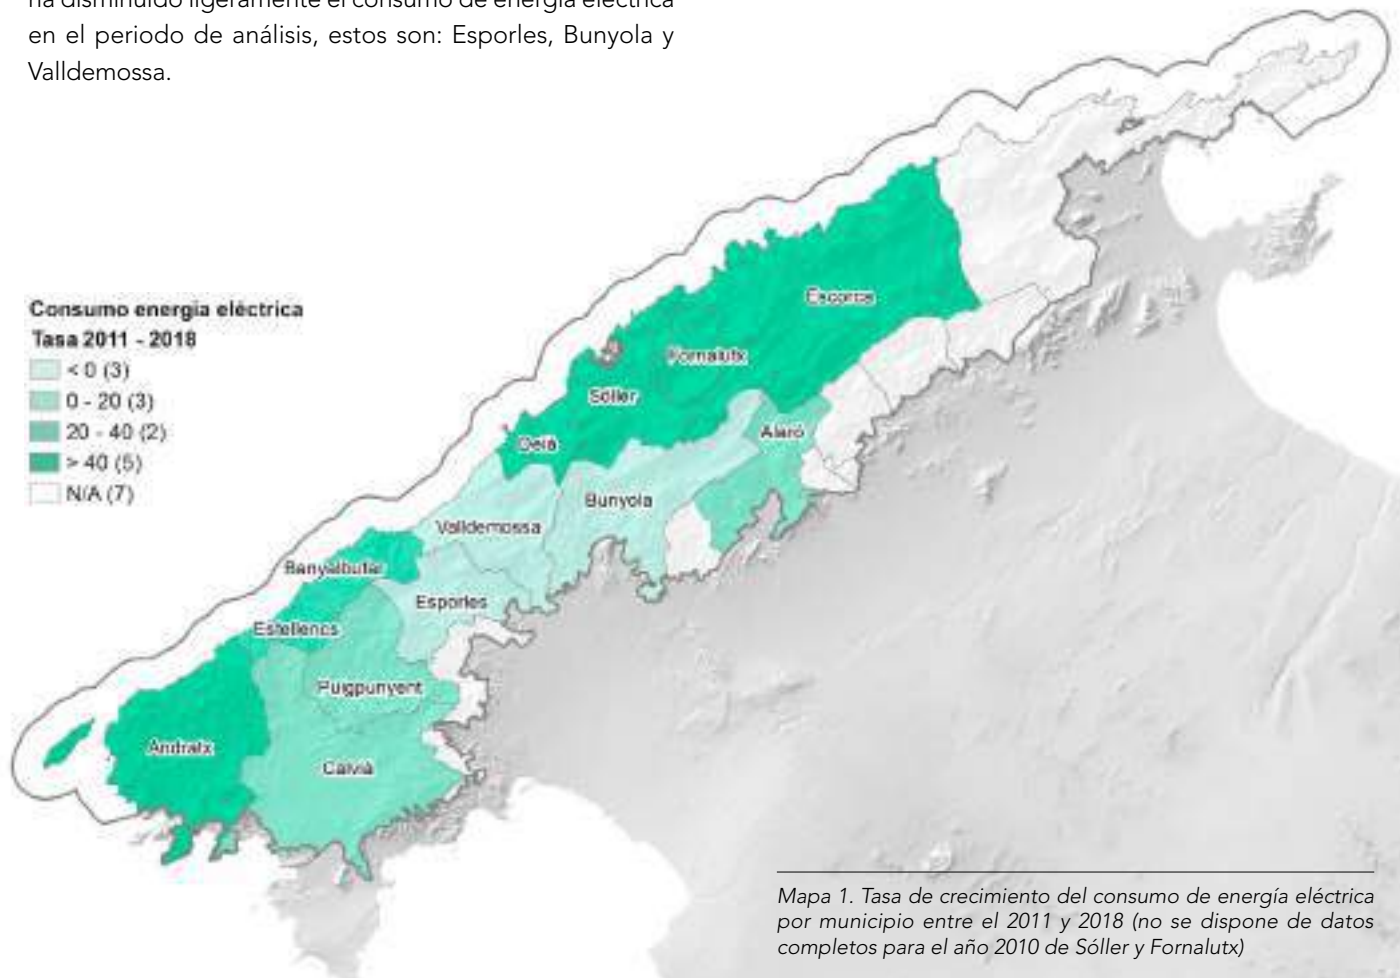 ha disminuido ligeramente el consumo de energía eléctrica
en el periodo de análisis, estos son: Esporles, Bunyola y
Valldemossa.
Consumo energia eléctrica
Tasa 2011 - 2018
< 0 (3)
0 - 20 (3)
20 - 40 (2)
> 40 (5)
N/A (7)
Escorca
Fornalutx
Sóller
Deià
Alaró
Bunyola
Valldemossa
Banyalbufar
Esporles
Estellencs
Puigpunyent
Andratx
Calvià
Mapa 1. Tasa de crecimiento del consumo de energía eléctrica
por municipio entre el 2011 y 2018 (no se dispone de datos
completos para el año 2010 de Sóller y Fornalutx)